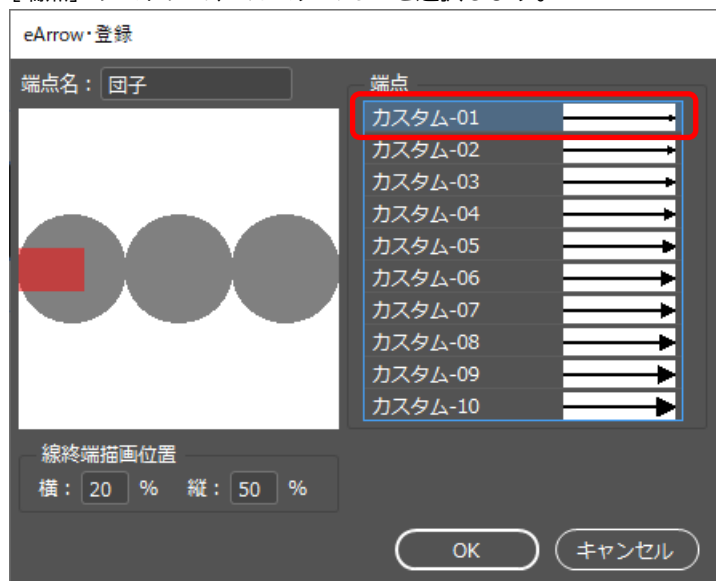 eArrow･登録
端点名： 団子
端点
カスタム-01
カスタム-02
カスタム-03
カスタム-04
カスタム-05
カスタム-06
カスタム-07
カスタム-08
カスタム-09
カスタム-10
線終端描画位置
横： 20 % 縦： 50 %
OK キャンセル